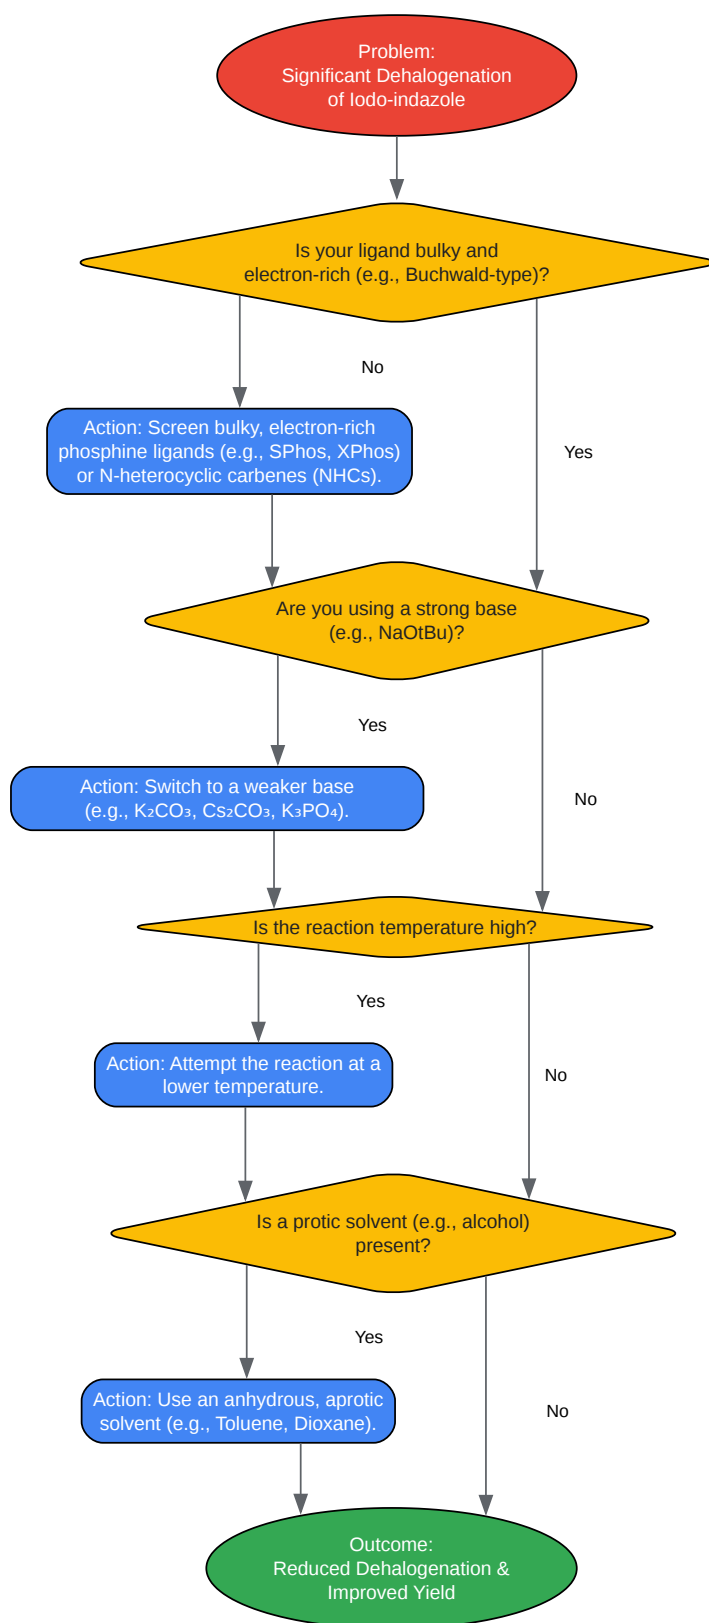 Problem:
Significant Dehalogenation
of Iodo-indazole
Is your ligand bulky and
electron-rich (e.g., Buchwald-type)?
No
Action: Screen bulky, electron-rich
phosphine ligands (e.g., SPhos, XPhos)
or N-heterocyclic carbenes (NHCs).
Yes
Are you using a strong base
(e.g., NaOtBu)?
Yes
Action: Switch to a weaker base
(e.g., K₂CO₃, Cs₂CO₃, K₃PO₄).
No
Is the reaction temperature high?
Yes
Action: Attempt the reaction at a
lower temperature.
No
Is a protic solvent (e.g., alcohol)
present?
Yes
Action: Use an anhydrous, aprotic
solvent (e.g., Toluene, Dioxane).
No
Outcome:
Reduced Dehalogenation &
Improved Yield